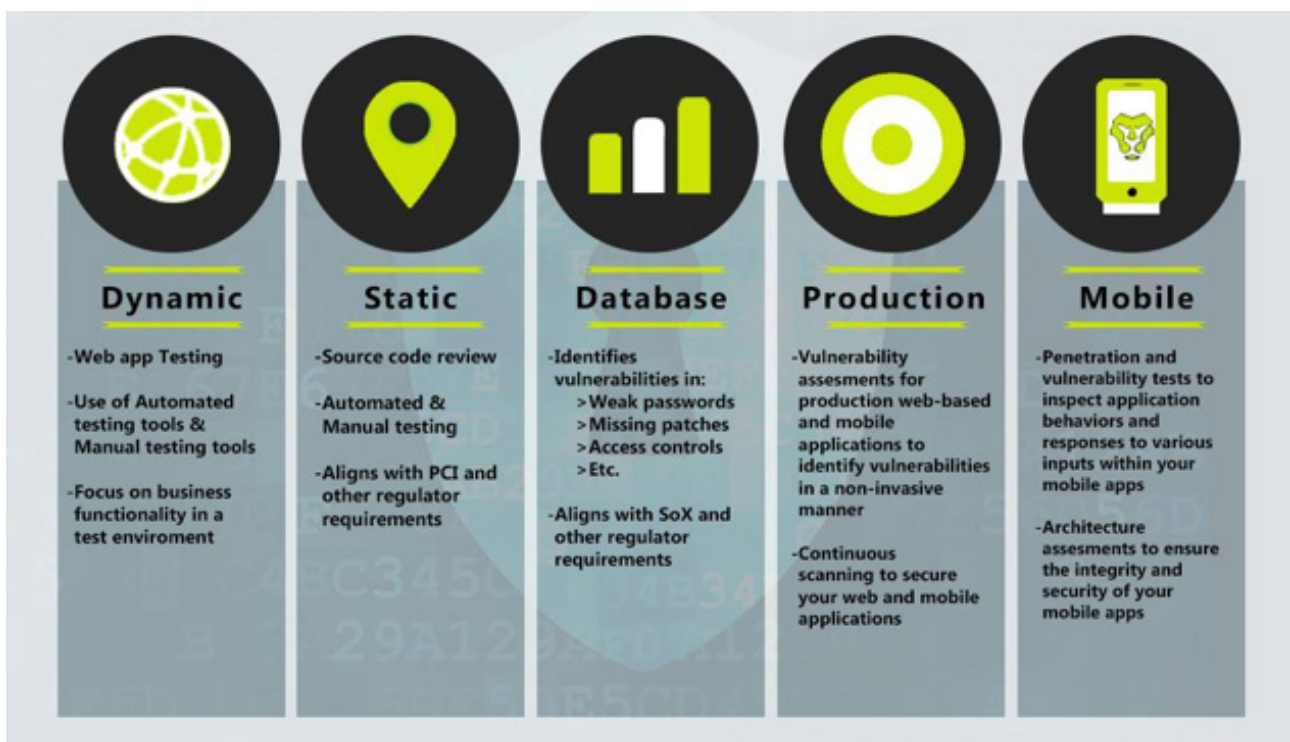 Dynamic
-Web app Testing
-Use of Automated
testing tools &
Manual testing tools
-Focus on business
functionality in a
test enviroment
Static
-Source code review
-Automated &
Manual testing
-Aligns with PCI and
other regulator
requirements
Database
-Identifies
vulnerabilities in:
>Weak passwords
>Missing patches
>Access controls
>Etc.
-Aligns with SoX and
other regulator
requirements
Production
-Vulnerability
assesments for
production web-based
and mobile
applications to
identify vulnerabilities
in a non-invasive
manner
-Continuous
scanning to secure
your web and mobile
applications
Mobile
-Penetration and
vulnerability tests to
inspect application
behaviors and
responses to various
inputs within your
mobile apps
-Architecture
assesments to ensure
the integrity and
security of your
mobile apps